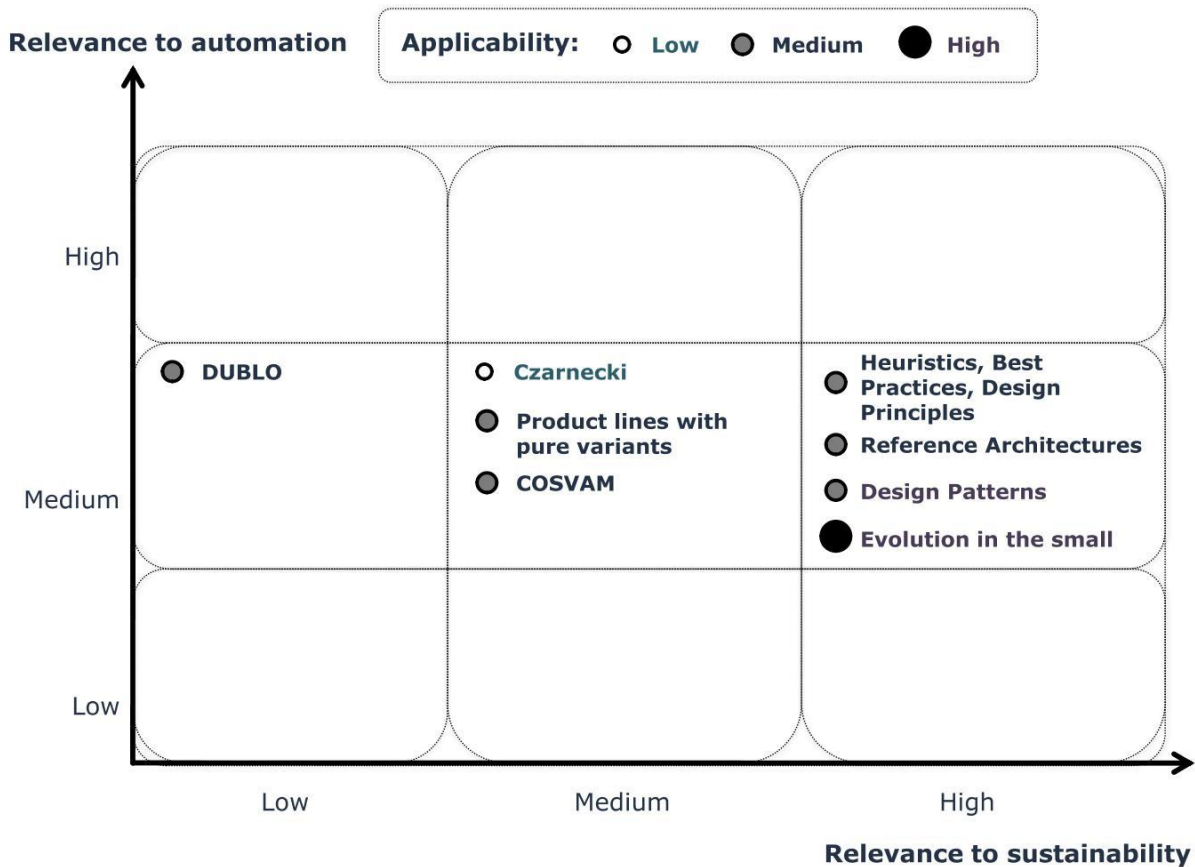 Relevance to automation
Applicability: Low Medium High
High
DUBLO
Czarnecki
Product lines with
pure variants
COSVAM
Heuristics, Best
Practices, Design
Principles
Reference Architectures
Design Patterns
Evolution in the small
Medium
Low
Low Medium High
Relevance to sustainability